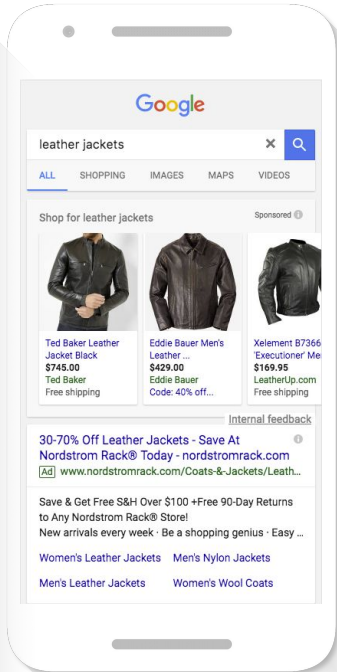 Google
leather jackets ×
ALL SHOPPING IMAGES MAPS VIDEOS
Shop for leather jackets Sponsored
Ted Baker Leather
Jacket Black
$745.00
Ted Baker
Free shipping
Eddie Bauer Men's
Leather ...
$429.00
Eddie Bauer
Code: 40% off...
Xelement B7366
'Executioner' Me
$169.95
LeatherUp.com
Free shipping
Internal feedback
30-70% Off Leather Jackets - Save At
Nordstrom Rack® Today - nordstromrack.com
Ad www.nordstromrack.com/Coats-&-Jackets/Leath...
Save & Get Free S&H Over $100 +Free 90-Day Returns
to Any Nordstrom Rack® Store!
New arrivals every week · Be a shopping genius · Easy ...
Women's Leather Jackets Men's Nylon Jackets
Men's Leather Jackets Women's Wool Coats